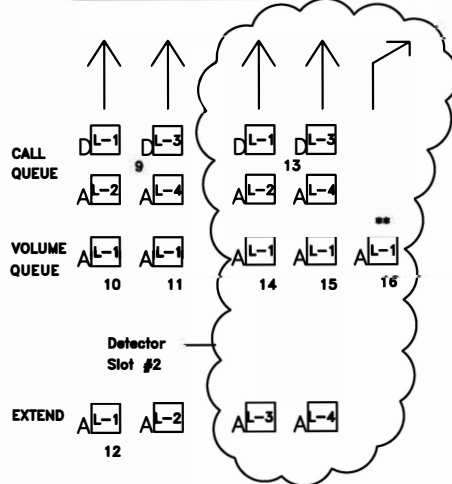 D L-1 D L-3 D L-1 D L-3
CALL
QUEUE
9 13
A L-2 A L-4 A L-2 A L-4
**
VOLUME
QUEUE
A L-1 A L-1 A L-1 A L-1 A L-1
10 11 14 15 16
Detector
Slot #2
EXTEND A L-1 A L-2 A L-3 A L-4
12